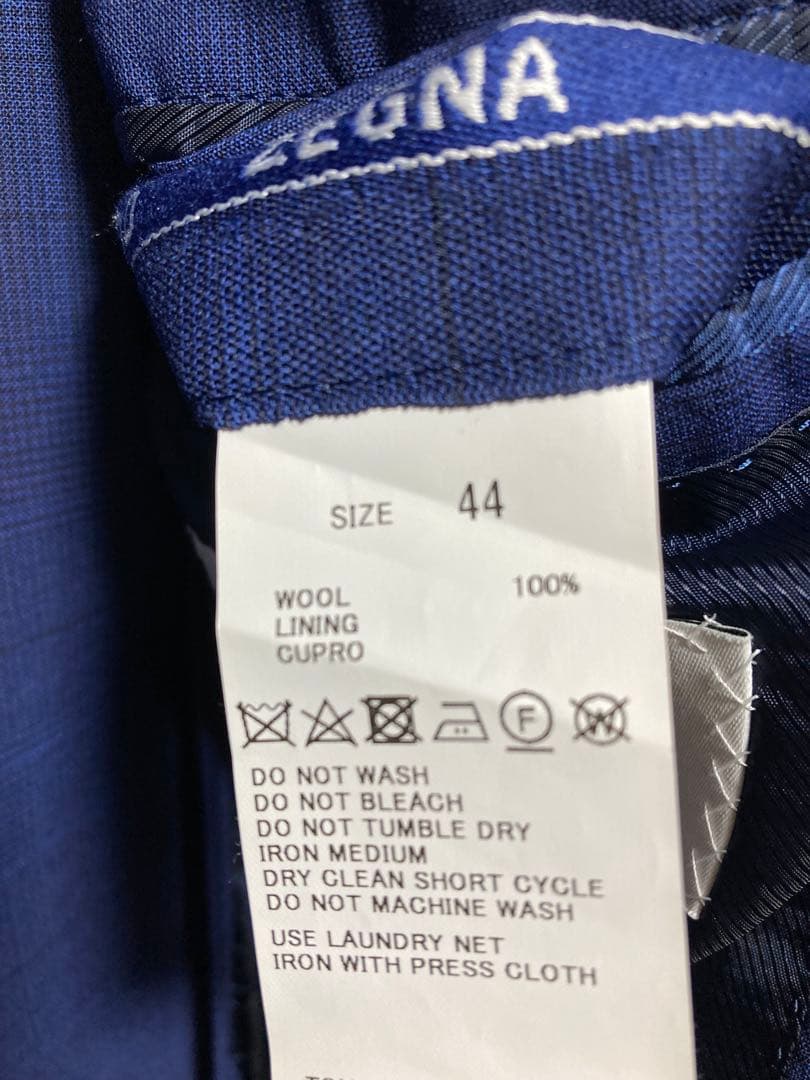 ZEGNA
SIZE 44
WOOL 100%
LINING
CUPRO
F W
DO NOT WASH
DO NOT BLEACH
DO NOT TUMBLE DRY
IRON MEDIUM
DRY CLEAN SHORT CYCLE
DO NOT MACHINE WASH
USE LAUNDRY NET
IRON WITH PRESS CLOTH